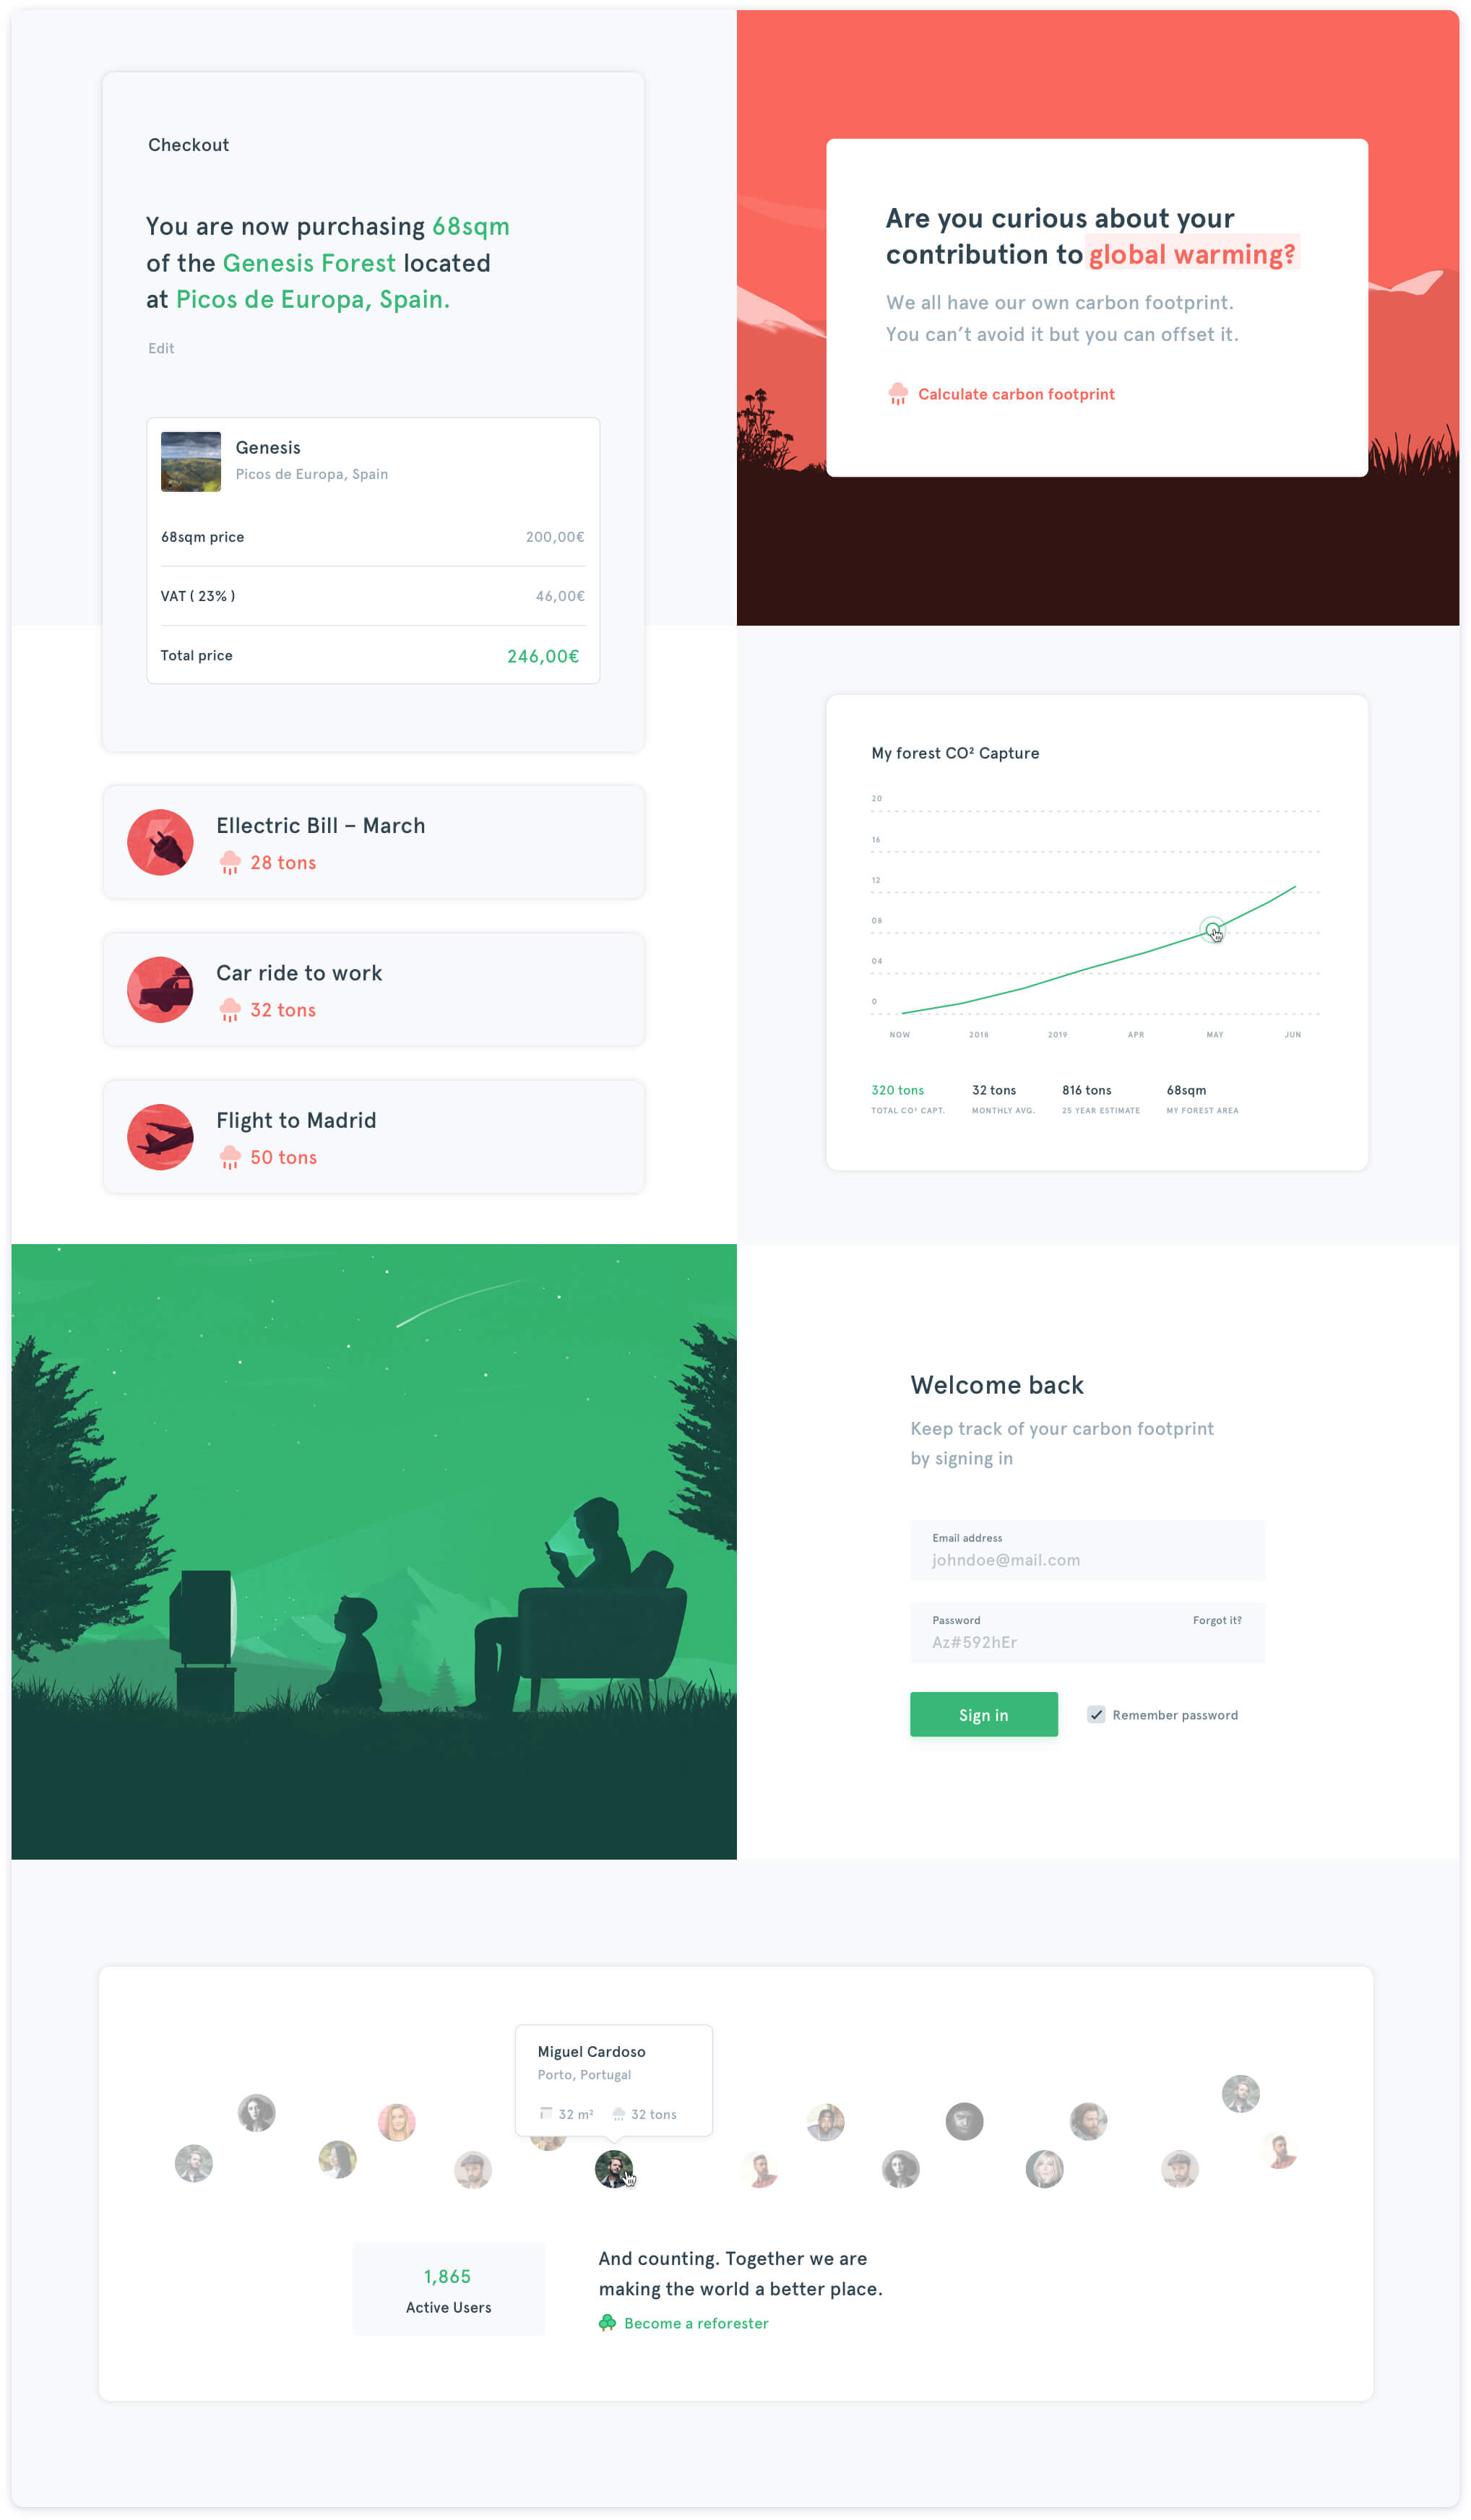 Checkout
You are now purchasing 68sqm
of the Genesis Forest located
at Picos de Europa, Spain.
Edit
Genesis
Picos de Europa, Spain
68sqm price 200,00€
VAT ( 23% ) 46,00€
Total price 246,00€
Are you curious about your
contribution to global warming?
We all have our own carbon footprint.
You can’t avoid it but you can offset it.
Calculate carbon footprint
Ellectric Bill – March
28 tons
Car ride to work
32 tons
Flight to Madrid
50 tons
My forest CO² Capture
20
16
12
08
04
0
NOW 2018 2019 APR MAY JUN
320 tons 32 tons 816 tons 68sqm
TOTAL CO² CAPT. MONTHLY AVG. 25 YEAR ESTIMATE MY FOREST AREA
Welcome back
Keep track of your carbon footprint
by signing in
Email address
johndoe@mail.com
Password Forgot it?
Az#592hEr
Sign in Remember password
Miguel Cardoso
Porto, Portugal
32 m² 32 tons
1,865
Active Users
And counting. Together we are
making the world a better place.
Become a reforester